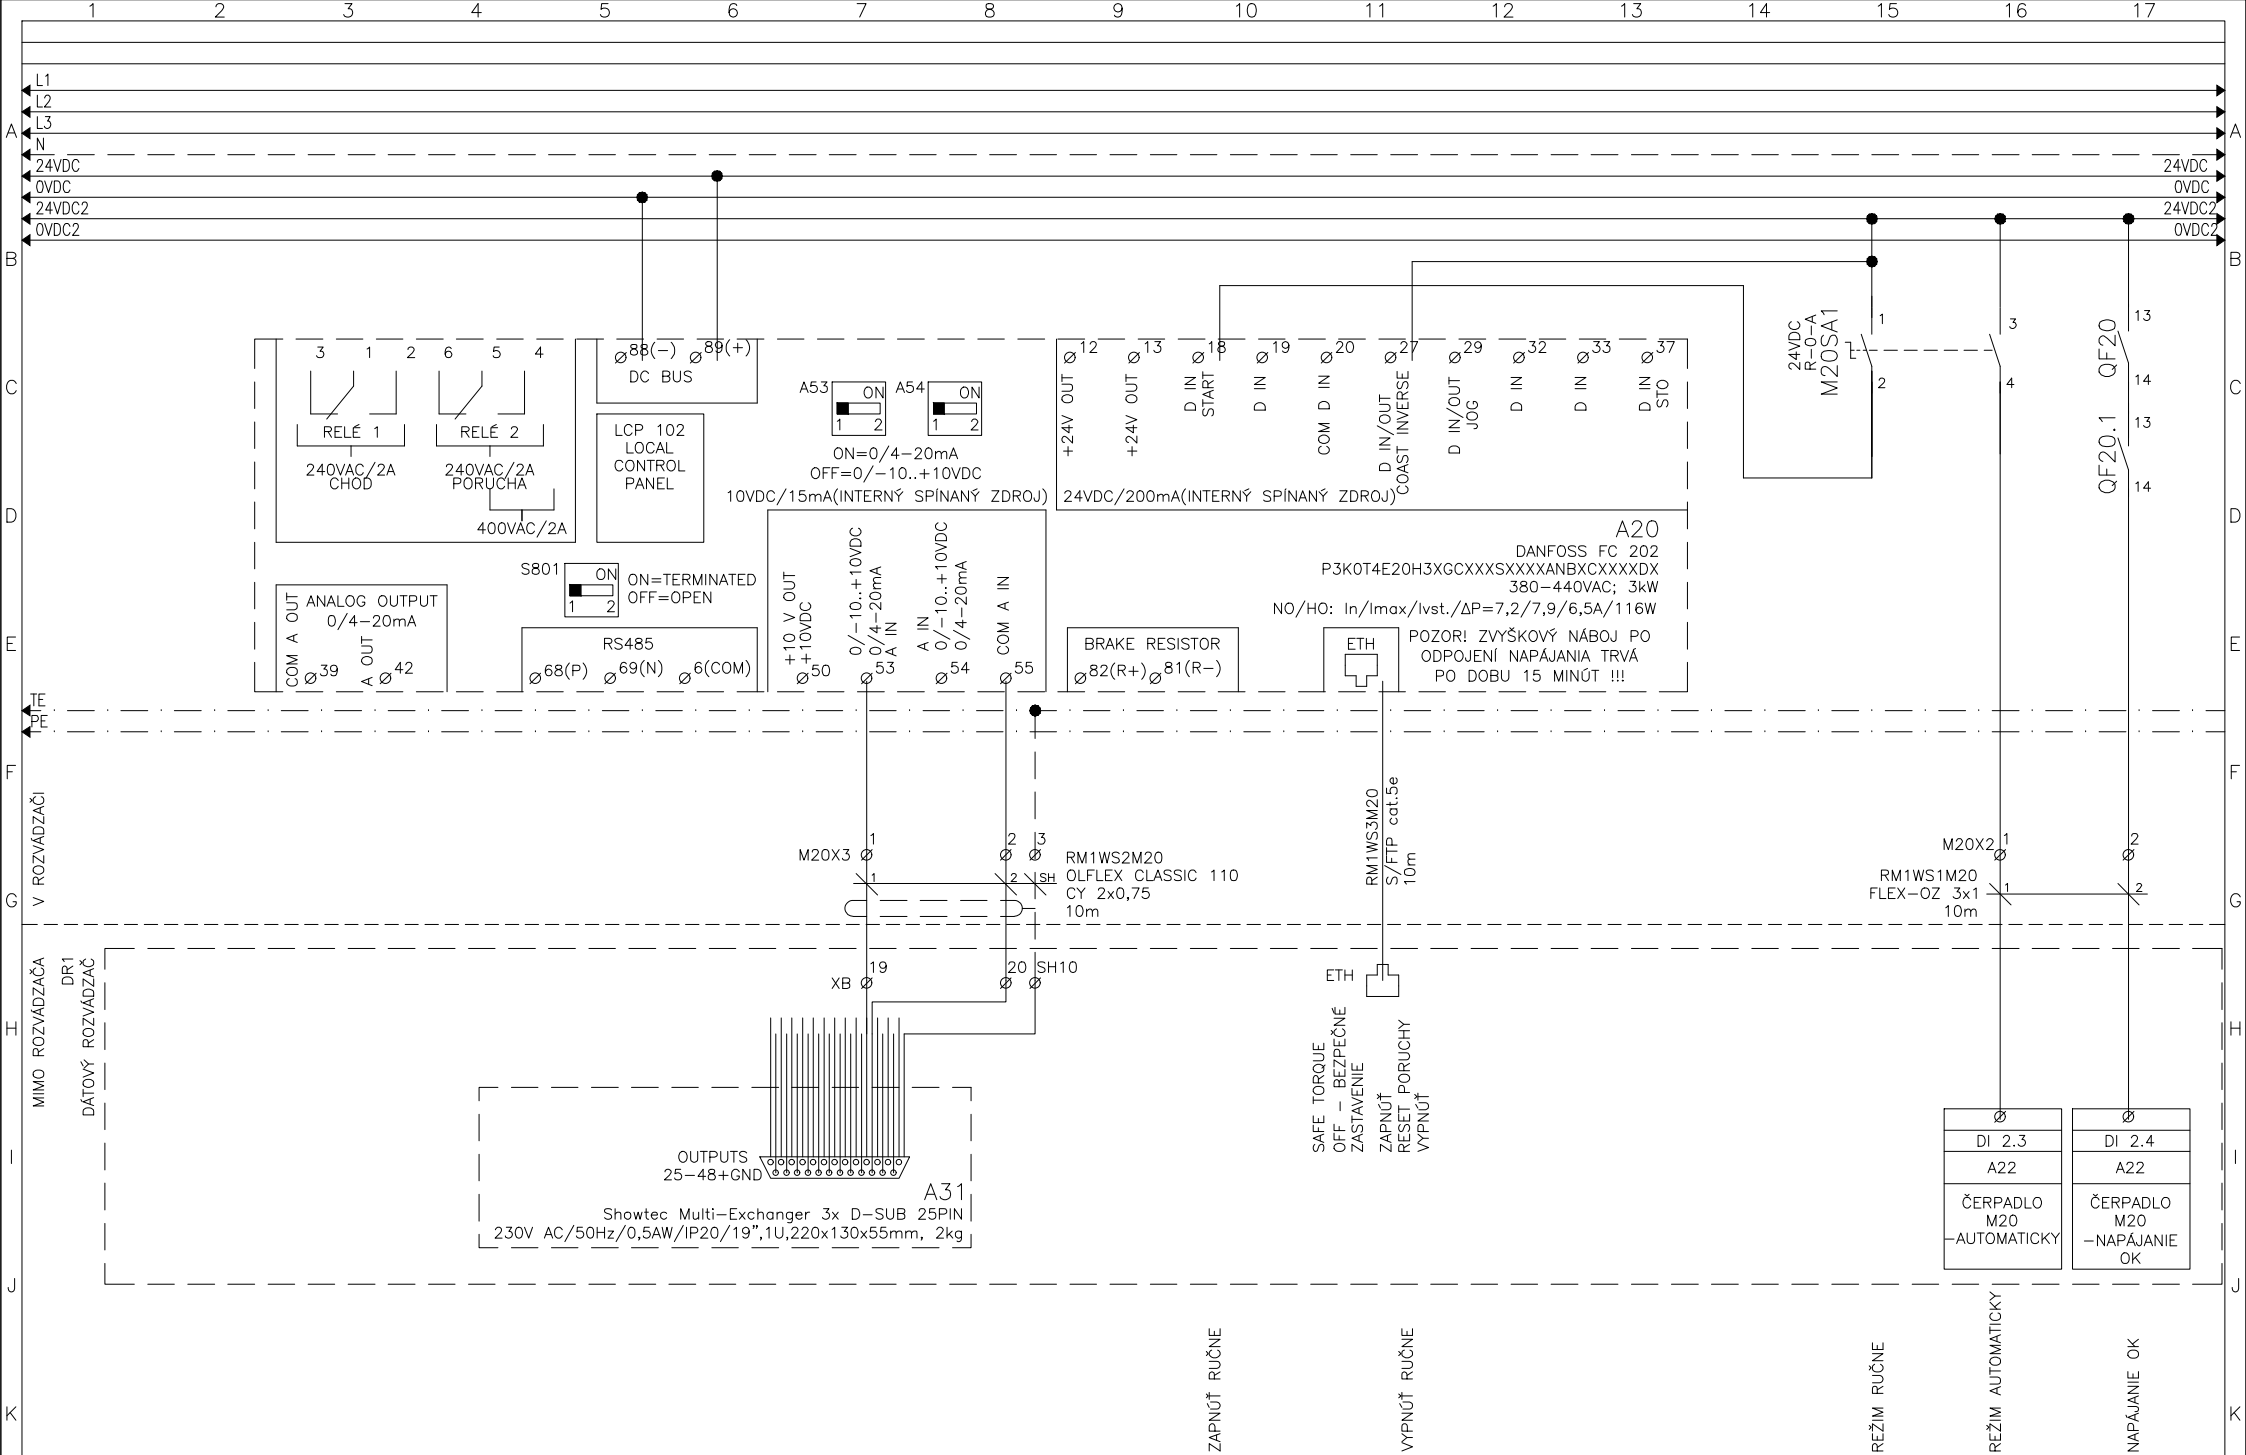 1 2 3 4 5 6 7 8 9 10 11 12 13 14 15 16 17
L1
L2
L3
A A
N
24VDC 24VDC
0VDC 0VDC
24VDC2 24VDC2
0VDC2 0VDC2
B B
3 1 2
RELÉ 1
240VAC/2A
CHOD
6 5 4
RELÉ 2
240VAC/2A
PORUCHA
400VAC/2A
88(-) 89(+)
DC BUS
LCP 102
LOCAL
CONTROL
PANEL
A53 ON
1 2
A54 ON
1 2
ON=0/4-20mA
OFF=0/-10..+10VDC
10VDC/15mA(INTERNÝ SPÍNANÝ ZDROJ)
12 13 18 19 20 27 29 32 33 37
+24V OUT
+24V OUT
D IN
START
D IN
COM D IN
D IN/OUT
COAST INVERSE
D IN/OUT
JOG
D IN
D IN
D IN
STO
24VDC/200mA(INTERNÝ SPÍNANÝ ZDROJ)
24VDC
R-0-A
M20SA1
1
2
3
4
QF20
13
14
QF20.1
13
14
C C
D D
A20
DANFOSS FC 202
P3K0T4E20H3XGCXXXSXXXXANBXCXXXXDX
380-440VAC; 3kW
NO/HO: In/Imax/Ivst./ΔP=7,2/7,9/6,5A/116W
POZOR! ZVYŠKOVÝ NÁBOJ PO
ODPOJENÍ NAPÁJANIA TRVÁ
PO DOBU 15 MINÚT !!!
S801 ON
1 2
ON=TERMINATED
OFF=OPEN
ANALOG OUTPUT
0/4-20mA
COM A OUT
39
A OUT
42
RS485
68(P) 69(N) 6(COM)
+10 V OUT
+10VDC
50
0/-10..+10VDC
0/4-20mA
A IN
53
A IN
0/-10..+10VDC
0/4-20mA
54
COM A IN
55
BRAKE RESISTOR
82(R+) 81(R-)
ETH
E E
TE
PE
F F
V ROZVÁDZAČI
M20X3 1 2 3
1 2 SH
RM1WS2M20
OLFLEX CLASSIC 110
CY 2x0,75
10m
RM1WS3M20
S/FTP cat.5e
10m
M20X2 1 2
RM1WS1M20
FLEX-OZ 3x1
10m
1 2
G G
MIMO ROZVÁDZAČA
DR1
DÁTOVÝ ROZVÁDZAČ
XB 19 20 SH10
ETH
H H
SAFE TORQUE
OFF - BEZPEČNÉ
ZASTAVENIE
ZAPNÚŤ
RESET PORUCHY
VYPNÚŤ
OUTPUTS
25-48+GND
A31
Showtec Multi-Exchanger 3x D-SUB 25PIN
230V AC/50Hz/0,5AW/IP20/19",1U,220x130x55mm, 2kg
I I
DI 2.3
A22
ČERPADLO
M20
-AUTOMATICKY
DI 2.4
A22
ČERPADLO
M20
-NAPÁJANIE
OK
J J
ZAPNÚŤ RUČNE
VYPNÚŤ RUČNE
REŽIM RUČNE
REŽIM AUTOMATICKY
NAPÁJANIE OK
K K